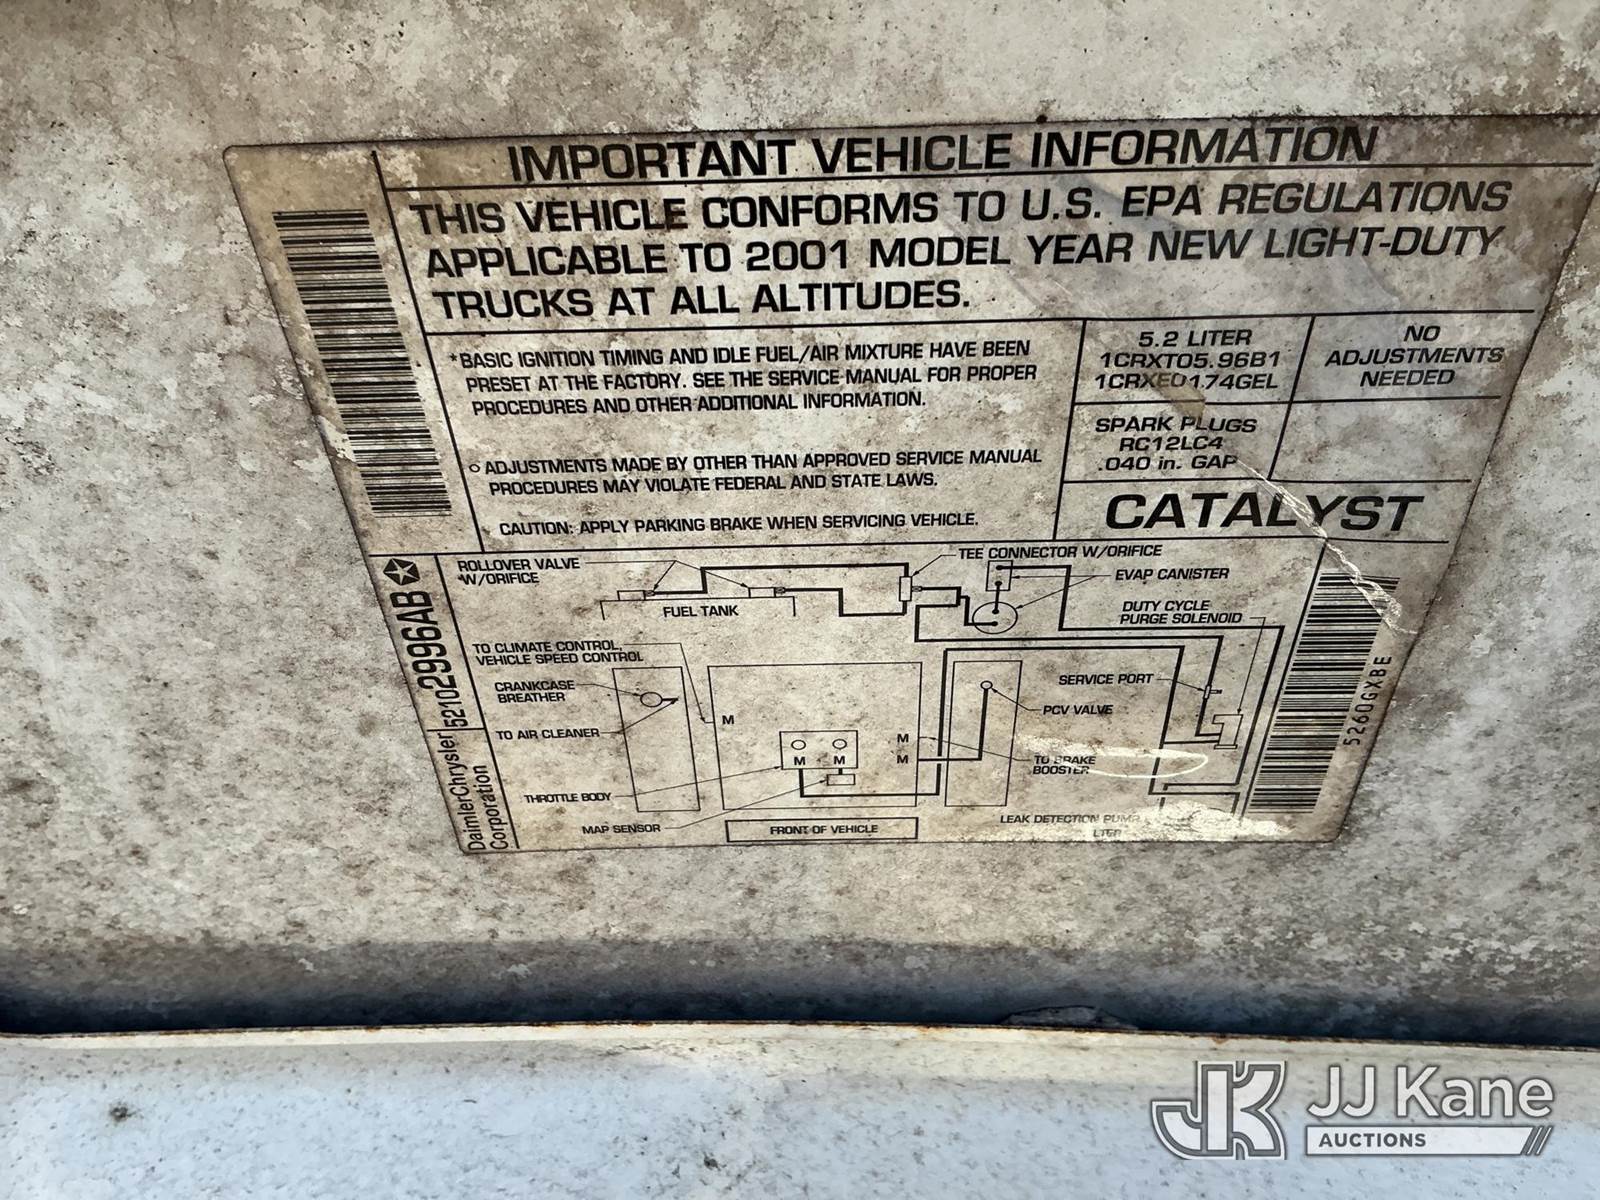 IMPORTANT VEHICLE INFORMATION
THIS VEHICLE CONFORMS TO U.S. EPA REGULATIONS
APPLICABLE TO 2001 MODEL YEAR NEW LIGHT-DUTY
TRUCKS AT ALL ALTITUDES.
*BASIC IGNITION TIMING AND IDLE FUEL/AIR MIXTURE HAVE BEEN
PRESET AT THE FACTORY. SEE THE SERVICE MANUAL FOR PROPER
PROCEDURES AND OTHER ADDITIONAL INFORMATION.
o ADJUSTMENTS MADE BY OTHER THAN APPROVED SERVICE MANUAL
PROCEDURES MAY VIOLATE FEDERAL AND STATE LAWS.
CAUTION: APPLY PARKING BRAKE WHEN SERVICING VEHICLE.
5.2 LITER
1CRXT05.96B1
1CRXE0174GEL
NO
ADJUSTMENTS
NEEDED
SPARK PLUGS
RC12LC4
.040 in. GAP
CATALYST
ROLLOVER VALVE
W/ORIFICE
FUEL TANK
TEE CONNECTOR W/ORIFICE
EVAP CANISTER
DUTY CYCLE
PURGE SOLENOID
TO CLIMATE CONTROL,
VEHICLE SPEED CONTROL
CRANKCASE
BREATHER
TO AIR CLEANER
THROTTLE BODY
MAP SENSOR
M
M M
M
M
SERVICE PORT
PCV VALVE
TO BRAKE
BOOSTER
LEAK DETECTION PUMP
LTER
FRONT OF VEHICLE
DaimlerChrysler
Corporation
52102996AB
5260GXBE
JK JJ Kane
AUCTIONS